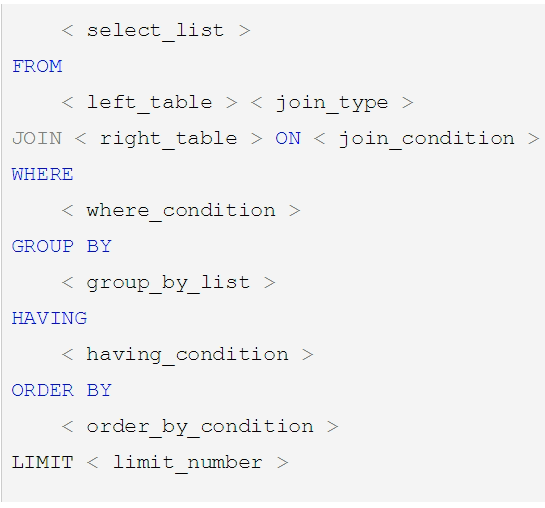 < select_list >
FROM
< left_table > < join_type >
JOIN < right_table > ON < join_condition >
WHERE
< where_condition >
GROUP BY
< group_by_list >
HAVING
< having_condition >
ORDER BY
< order_by_condition >
LIMIT < limit_number >